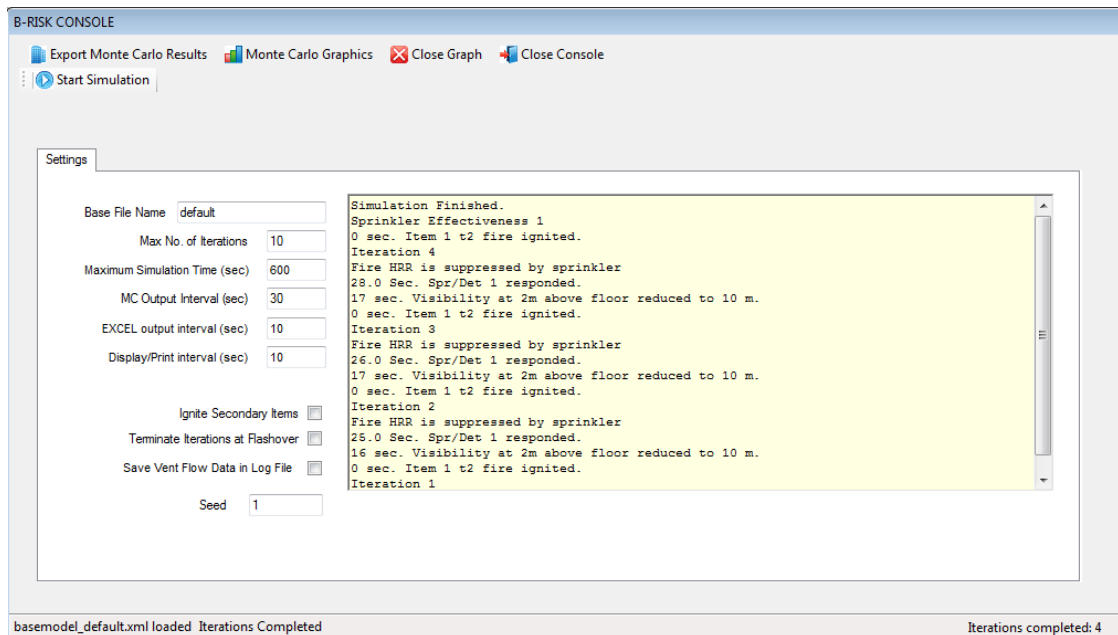 B-RISK CONSOLE
Export Monte Carlo Results Monte Carlo Graphics Close Graph Close Console
Start Simulation
Settings
Base File Name default
Max No. of Iterations 10
Maximum Simulation Time (sec) 600
MC Output Interval (sec) 30
EXCEL output interval (sec) 10
Display/Print interval (sec) 10
Ignite Secondary Items
Terminate Iterations at Flashover
Save Vent Flow Data in Log File
Seed 1
Simulation Finished.
Sprinkler Effectiveness 1
0 sec. Item 1 t2 fire ignited.
Iteration 4
Fire HRR is suppressed by sprinkler
28.0 Sec. Spr/Det 1 responded.
17 sec. Visibility at 2m above floor reduced to 10 m.
0 sec. Item 1 t2 fire ignited.
Iteration 3
Fire HRR is suppressed by sprinkler
26.0 Sec. Spr/Det 1 responded.
17 sec. Visibility at 2m above floor reduced to 10 m.
0 sec. Item 1 t2 fire ignited.
Iteration 2
Fire HRR is suppressed by sprinkler
25.0 Sec. Spr/Det 1 responded.
16 sec. Visibility at 2m above floor reduced to 10 m.
0 sec. Item 1 t2 fire ignited.
Iteration 1
basemodel_default.xml loaded Iterations Completed
Iterations completed: 4